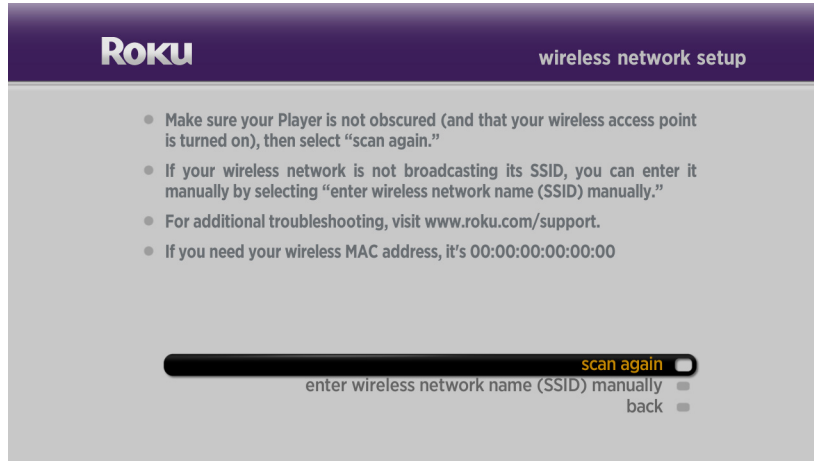 Roku
wireless network setup
Make sure your Player is not obscured (and that your wireless access point
is turned on), then select “scan again.”
If your wireless network is not broadcasting its SSID, you can enter it
manually by selecting “enter wireless network name (SSID) manually.”
For additional troubleshooting, visit www.roku.com/support.
If you need your wireless MAC address, it's 00:00:00:00:00:00
scan again
enter wireless network name (SSID) manually
back